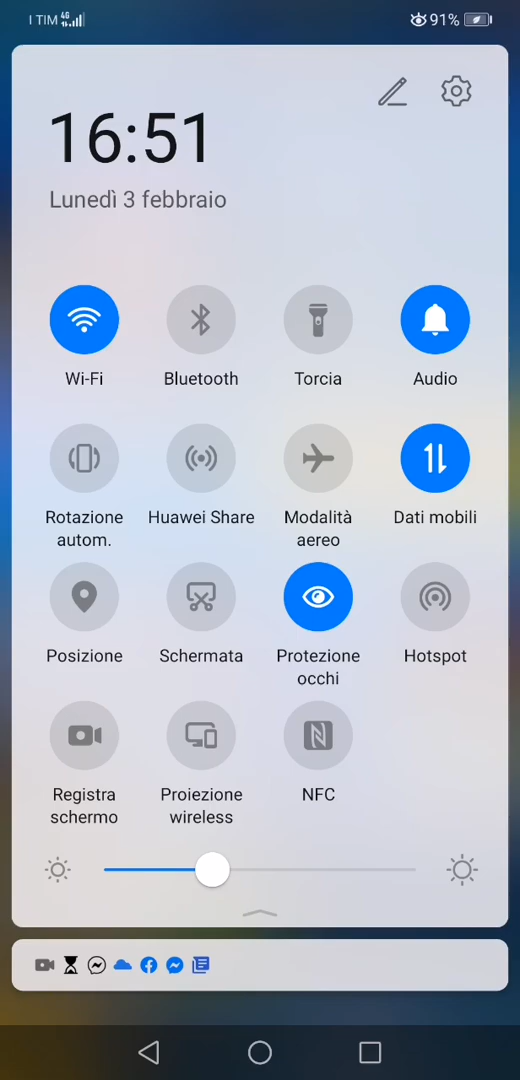 I TIM 4G 91%
16:51
Lunedì 3 febbraio
Wi-Fi
Bluetooth
Torcia
Audio
Rotazione
autom.
Huawei Share
Modalità
aereo
Dati mobili
Posizione
Schermata
Protezione
occhi
Hotspot
Registra
schermo
Proiezione
wireless
NFC